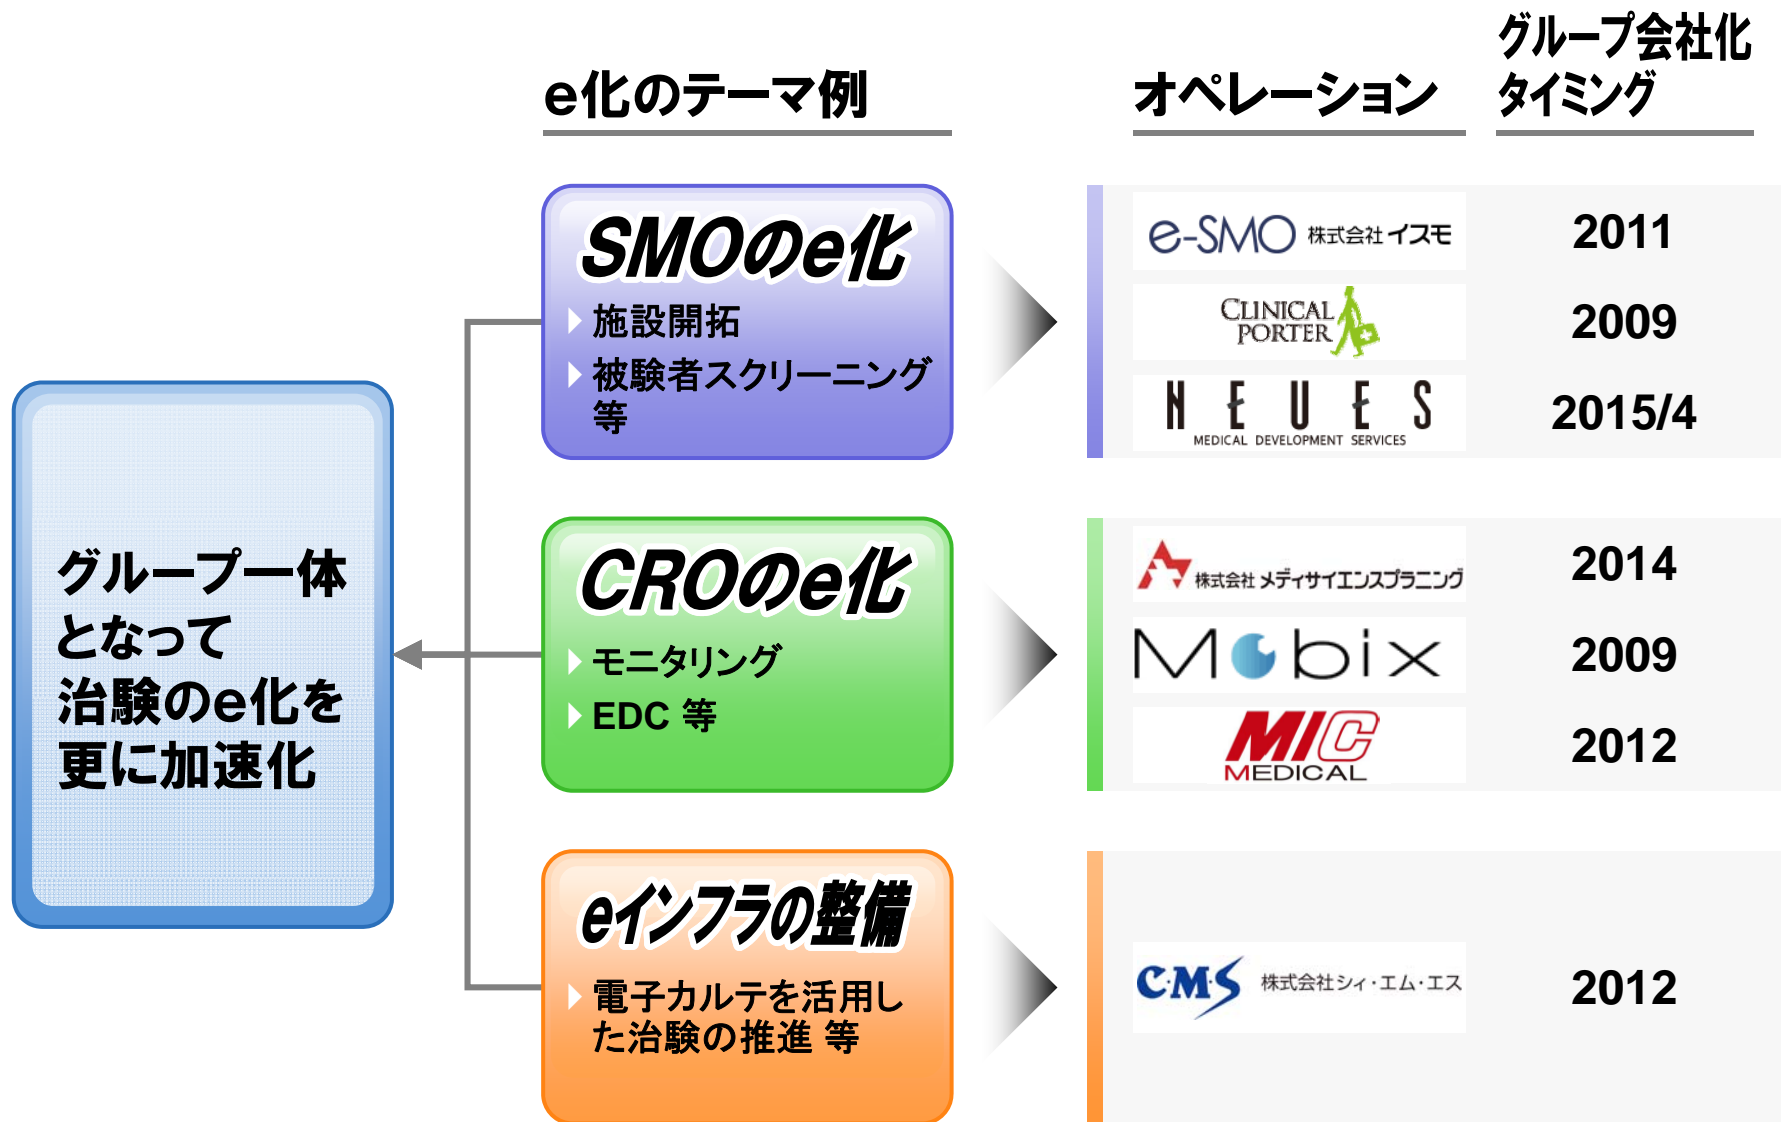 e化のテーマ例
オペレーション
グループ会社化
タイミング
グループ一体
となって
治験のe化を
更に加速化
SMOのe化
施設開拓
被験者スクリーニング
等
e-SMO 株式会社イスモ
2011
CLINICAL
PORTER
2009
NEUES
MEDICAL DEVELOPMENT SERVICES
2015/4
CROのe化
モニタリング
EDC 等
株式会社 メディサイエンスプラニング
2014
Mobix
2009
MIC
MEDICAL
2012
eインフラの整備
電子カルテを活用し
た治験の推進 等
C·M·S 株式会社シィ・エム・エス
2012